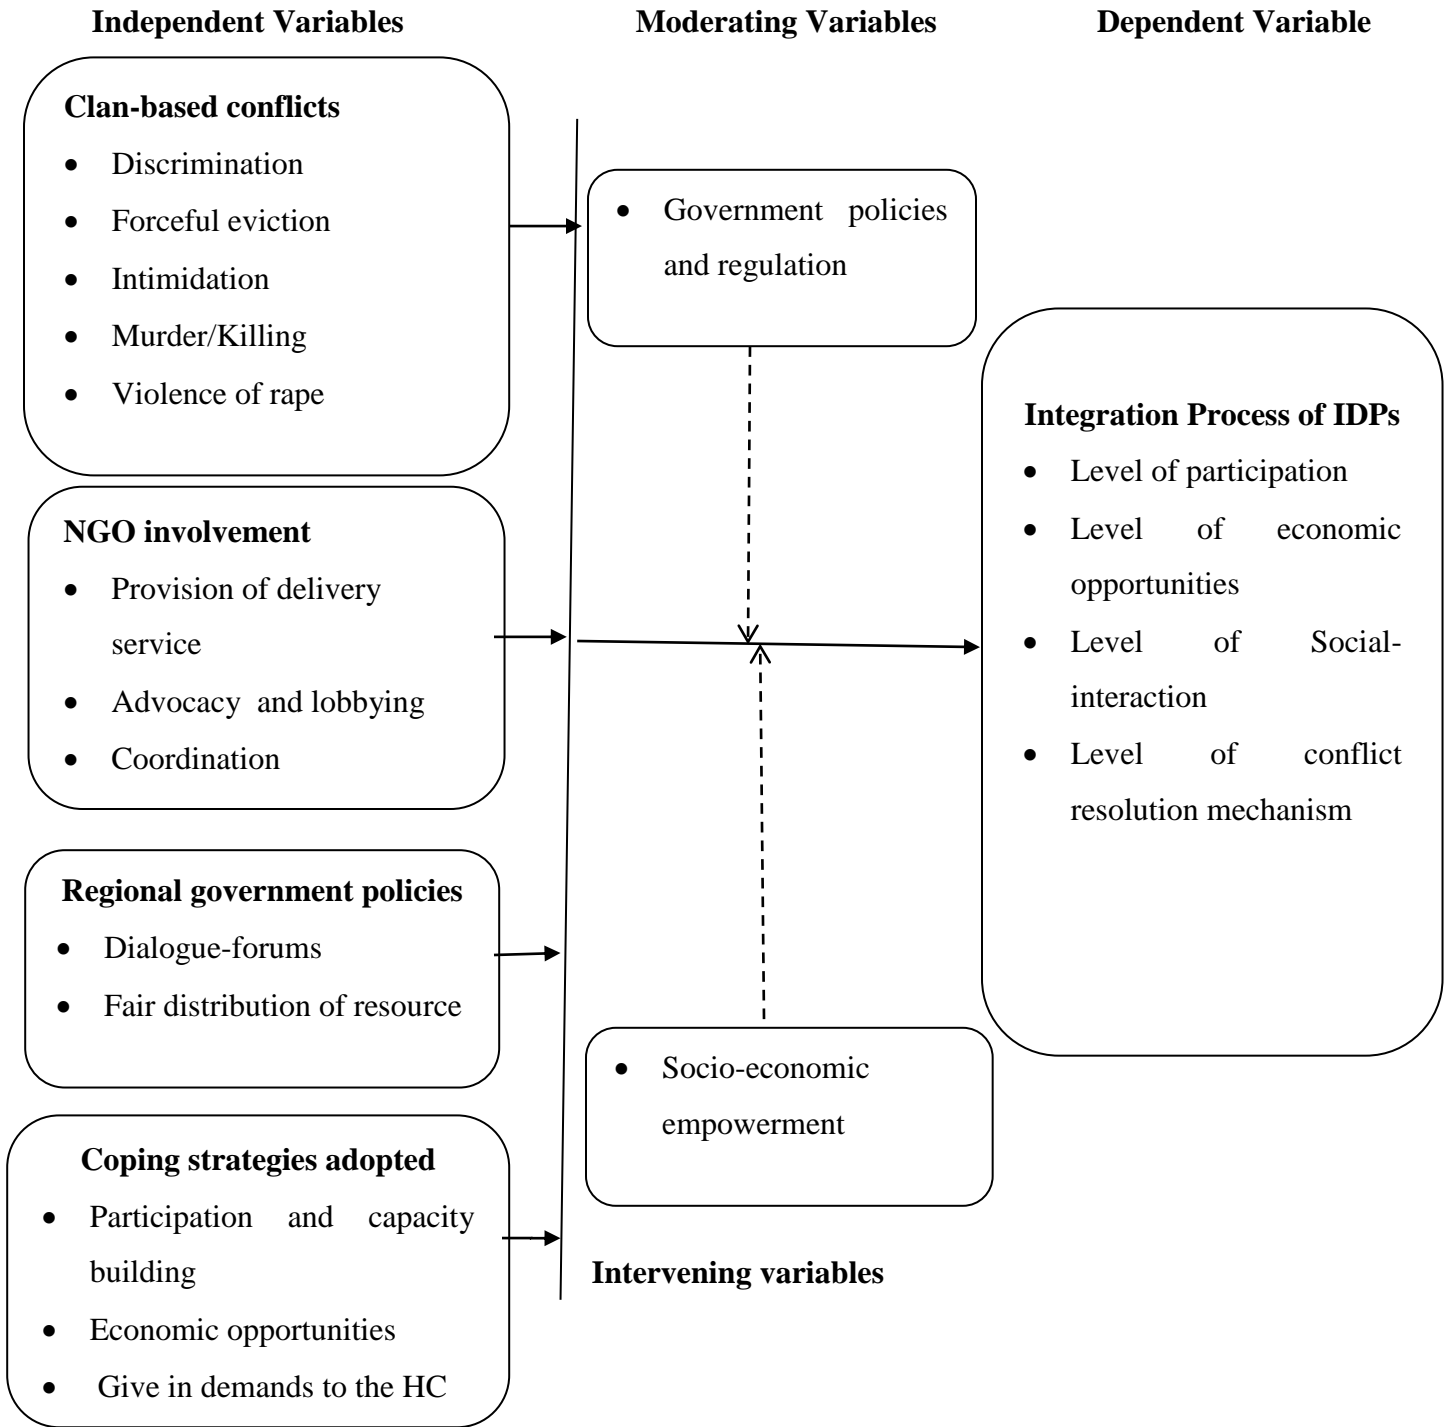 Independent Variables
Moderating Variables
Dependent Variable
Clan-based conflicts
• Discrimination
• Forceful eviction
• Intimidation
• Murder/Killing
• Violence of rape
NGO involvement
• Provision of delivery
service
• Advocacy and lobbying
• Coordination
Regional government policies
• Dialogue-forums
• Fair distribution of resource
Coping strategies adopted
• Participation and capacity
building
• Economic opportunities
• Give in demands to the HC
• Government policies
and regulation
• Socio-economic
empowerment
Intervening variables
Integration Process of IDPs
• Level of participation
• Level of economic
opportunities
• Level of Social-
interaction
• Level of conflict
resolution mechanism